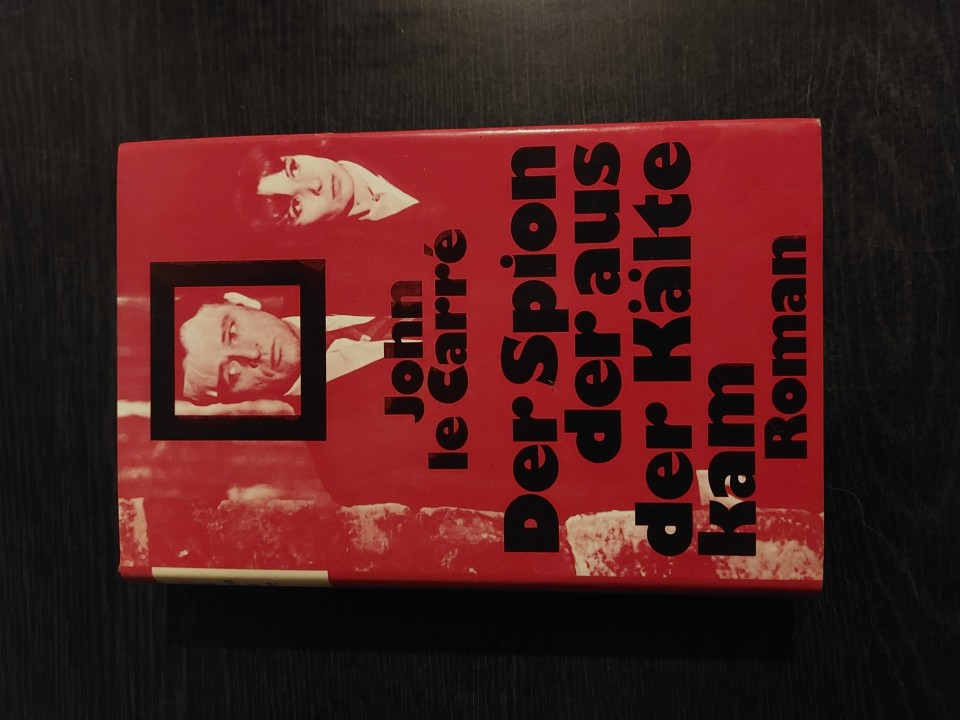 John
le Carré
Der Spion
der aus
der Kälte
kam
Roman